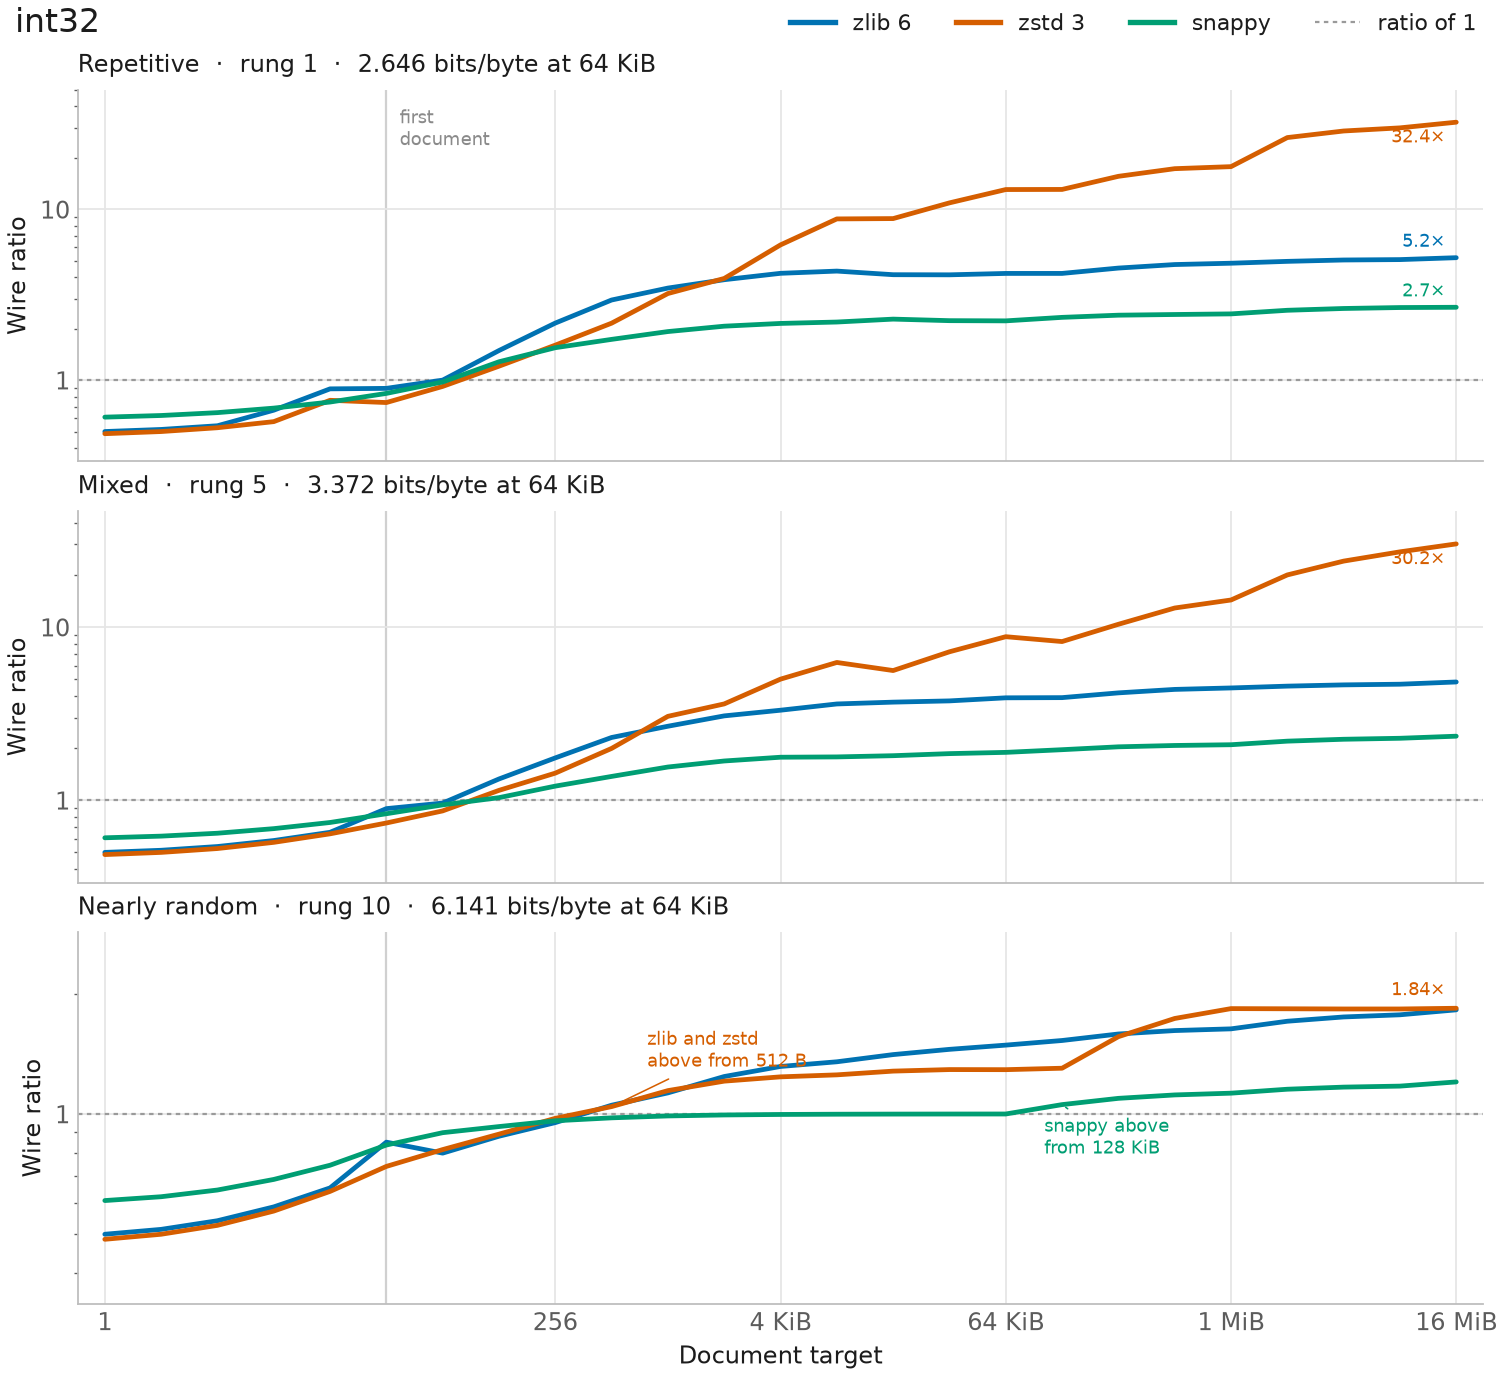 int32
zlib 6
zstd 3
snappy
ratio of 1
Repetitive · rung 1 · 2.646 bits/byte at 64 KiB
first
document
32.4×
5.2×
2.7×
10
1
Wire ratio
Mixed · rung 5 · 3.372 bits/byte at 64 KiB
30.2×
10
1
Wire ratio
Nearly random · rung 10 · 6.141 bits/byte at 64 KiB
1.84×
zlib and zstd
above from 512 B
snappy above
from 128 KiB
1
Wire ratio
1
256
4 KiB
64 KiB
1 MiB
16 MiB
Document target